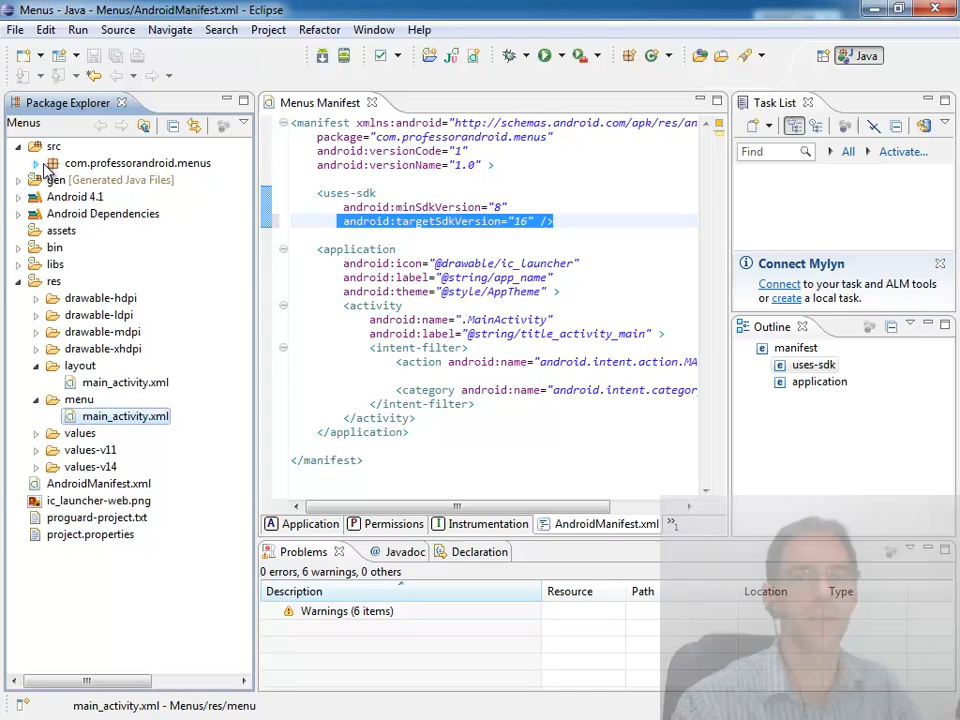 Menus - Java - Menus/AndroidManifest.xml - Eclipse
File Edit Run Source Navigate Search Project Refactor Window Help
Java
Package Explorer
Menus
src
com.professorandroid.menus
gen [Generated Java Files]
Android 4.1
Android Dependencies
assets
bin
libs
res
drawable-hdpi
drawable-ldpi
drawable-mdpi
drawable-xhdpi
layout
main_activity.xml
menu
main_activity.xml
values
values-v11
values-v14
AndroidManifest.xml
ic_launcher-web.png
proguard-project.txt
project.properties
Menus Manifest
<manifest xmlns:android="http://schemas.android.com/apk/res/an
package="com.professorandroid.menus"
android:versionCode="1"
android:versionName="1.0" >
<uses-sdk
android:minSdkVersion="8"
android:targetSdkVersion="16" />
<application
android:icon="@drawable/ic_launcher"
android:label="@string/app_name"
android:theme="@style/AppTheme" >
<activity
android:name=".MainActivity"
android:label="@string/title_activity_main" >
<intent-filter>
<action android:name="android.intent.action.MA
<category android:name="android.intent.categor
</intent-filter>
</activity>
</application>
</manifest>
Application Permissions Instrumentation AndroidManifest.xml »1
Task List
Find All Activate...
Connect Mylyn
Connect to your task and ALM tools
or create a local task.
Outline
manifest
uses-sdk
application
Problems Javadoc Declaration
0 errors, 6 warnings, 0 others
Description Resource Path Location Type
Warnings (6 items)
main_activity.xml - Menus/res/menu